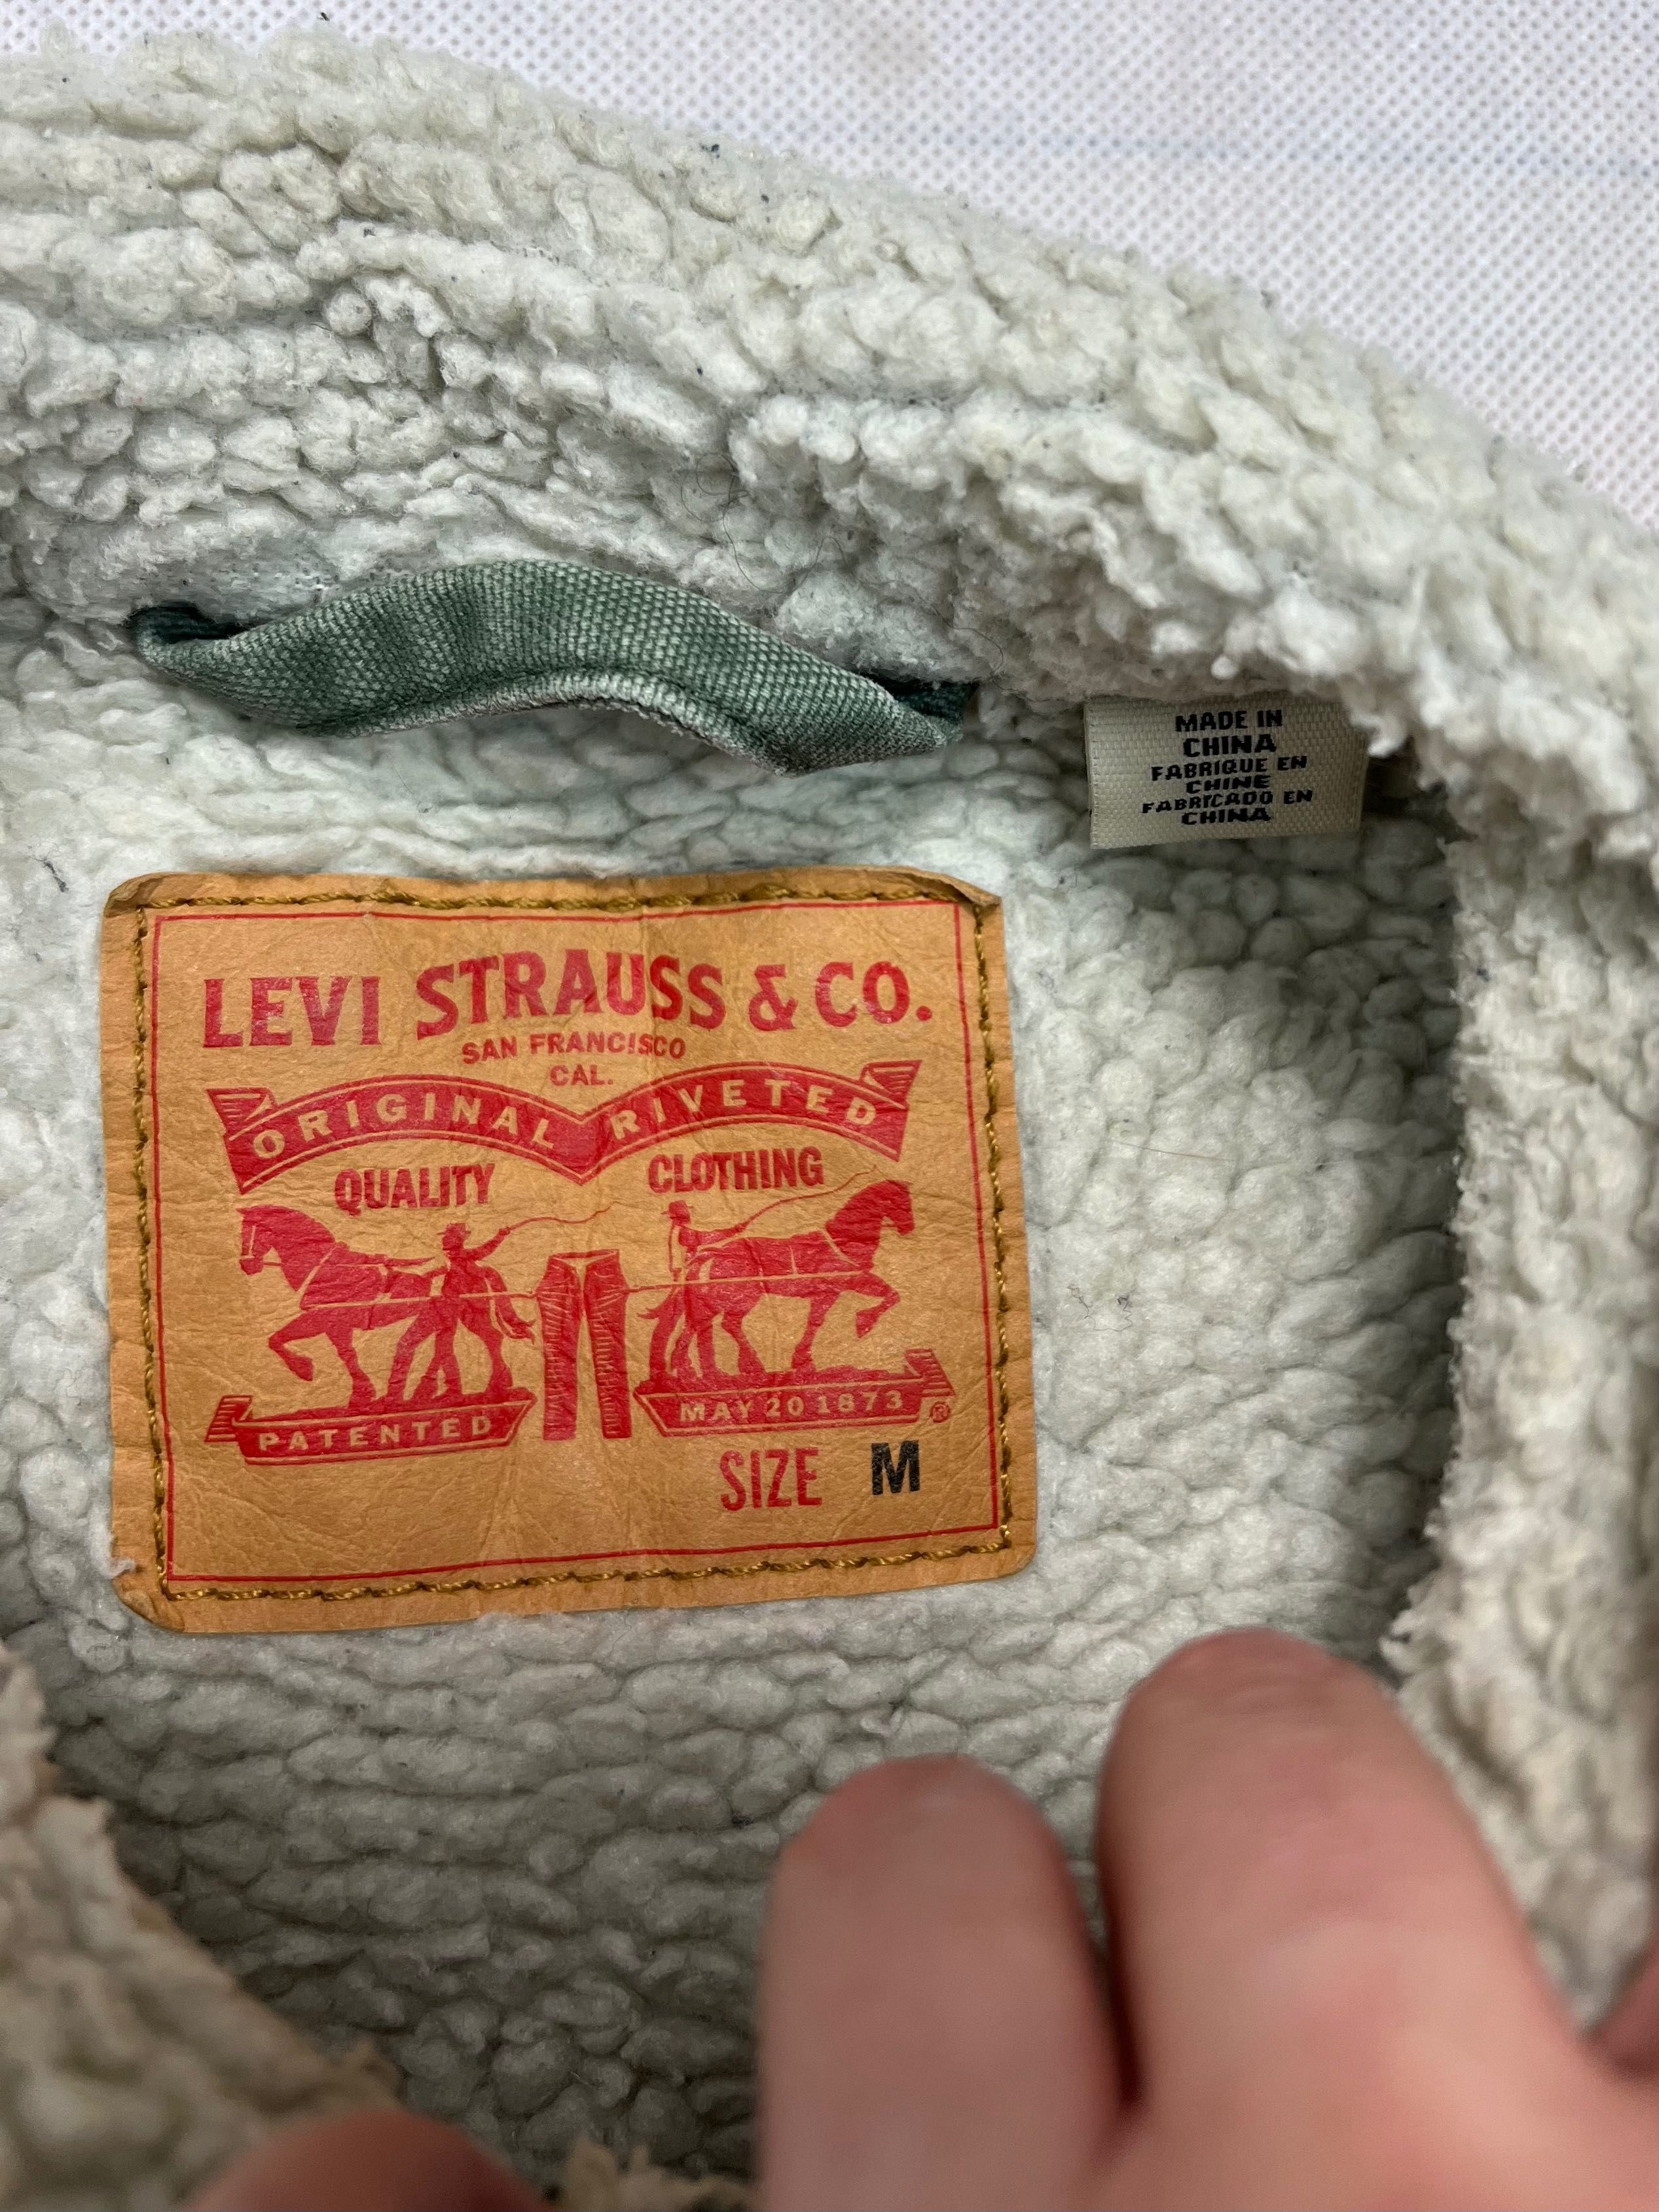 MADE IN
CHINA
FABRIQUE EN
CHINE
FABRICADO EN
CHINA
LEVI STRAUSS & CO.
SAN FRANCISCO
CAL.
ORIGINAL RIVETED
QUALITY CLOTHING
PATENTED MAY 20 1873 ®
SIZE M